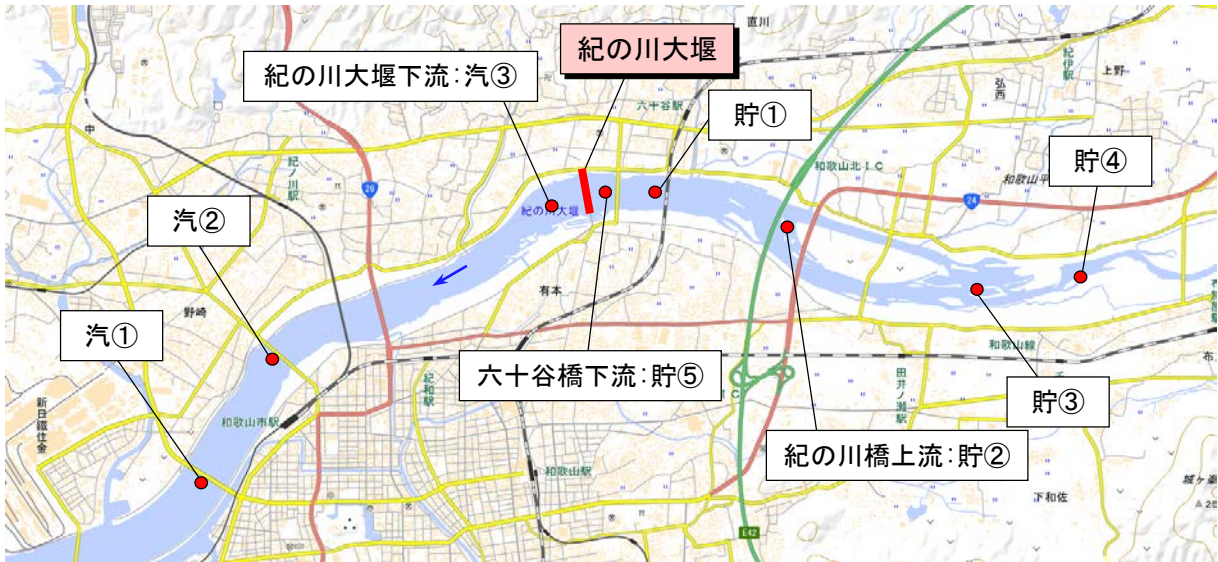 直川
紀の川大堰
紀の川大堰下流:汽③
六十谷駅
貯①
紀伊駅
上野
弘西
中
紀ノ川駅
26
和歌山北IC
貯④
24
和歌山平
汽②
紀の川大堰
野崎
有本
汽①
六十谷橋下流:貯⑤
和歌山線
紀和駅
田井ノ瀬駅
貯③
新日鐵住金
和歌山市駅
和歌山駅
紀の川橋上流:貯②
下和佐
E42